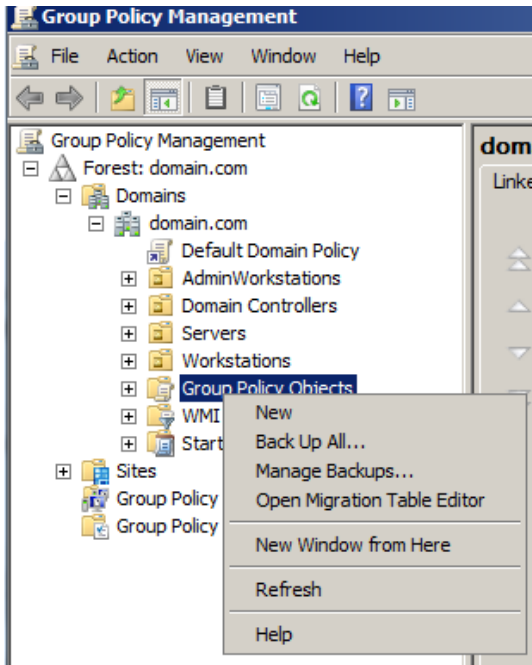 Group Policy Management
File Action View Window Help
Group Policy Management
Forest: domain.com
Domains
domain.com
Default Domain Policy
AdminWorkstations
Domain Controllers
Servers
Workstations
Group Policy Objects
WMI
Start
Sites
Group Policy
Group Policy
New
Back Up All...
Manage Backups...
Open Migration Table Editor
New Window from Here
Refresh
Help
dom
Linke